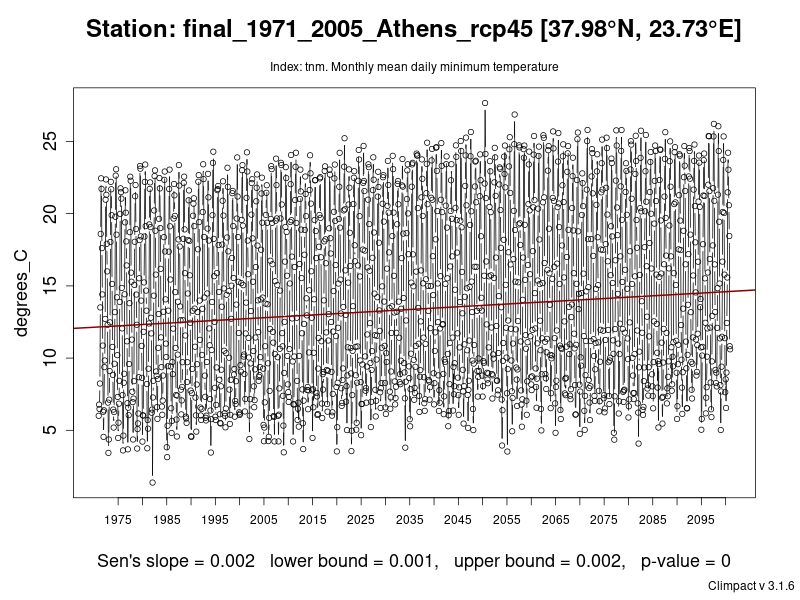 Station: final_1971_2005_Athens_rcp45 [37.98°N, 23.73°E]
Index: tnm. Monthly mean daily minimum temperature
degrees_C
25
20
15
10
5
1975 1985 1995 2005 2015 2025 2035 2045 2055 2065 2075 2085 2095
Sen's slope = 0.002 lower bound = 0.001, upper bound = 0.002, p-value = 0
Climpact v 3.1.6